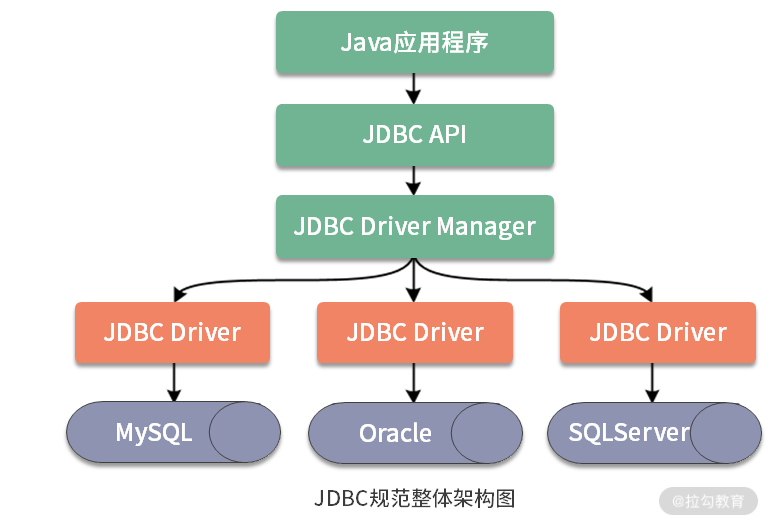 Java应用程序
JDBC API
JDBC Driver Manager
JDBC Driver
JDBC Driver
JDBC Driver
MySQL
Oracle
SQLServer
JDBC规范整体架构图
@拉勾教育